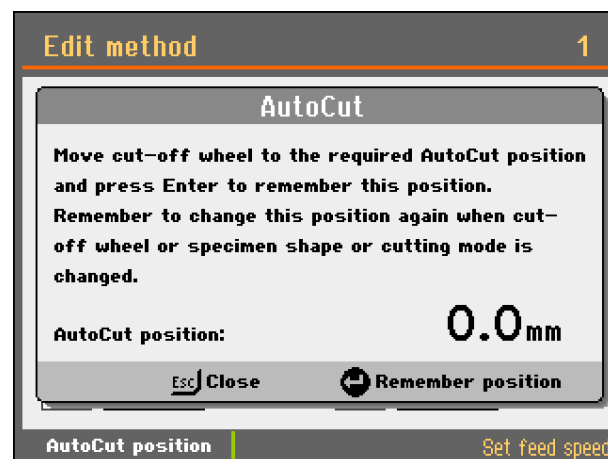 Edit method 1
AutoCut
Move cut-off wheel to the required AutoCut position
and press Enter to remember this position.
Remember to change this position again when cut-
off wheel or specimen shape or cutting mode is
changed.
AutoCut position: 0.0mm
Esc Close Remember position
AutoCut position Set feed speed